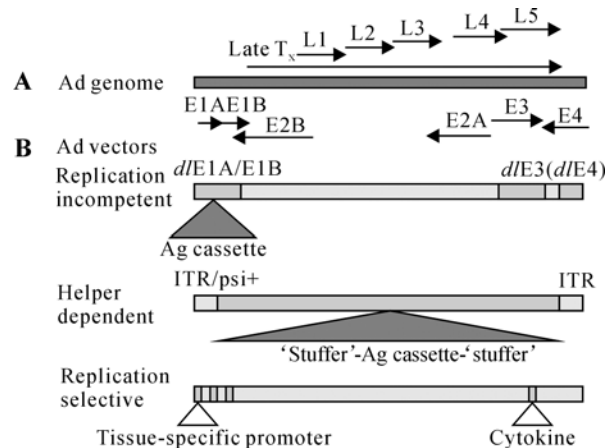 L1 L2 L3 L4 L5
Late Tx
A Ad genome
E1AE1B E2B E2A E3 E4
B Ad vectors
Replication
incompetent
dlE1A/E1B dlE3(dlE4)
Ag cassette
ITR/psi+ ITR
Helper
dependent
‘Stuffer’-Ag cassette-‘stuffer’
Replication
selective
Tissue-specific promoter Cytokine